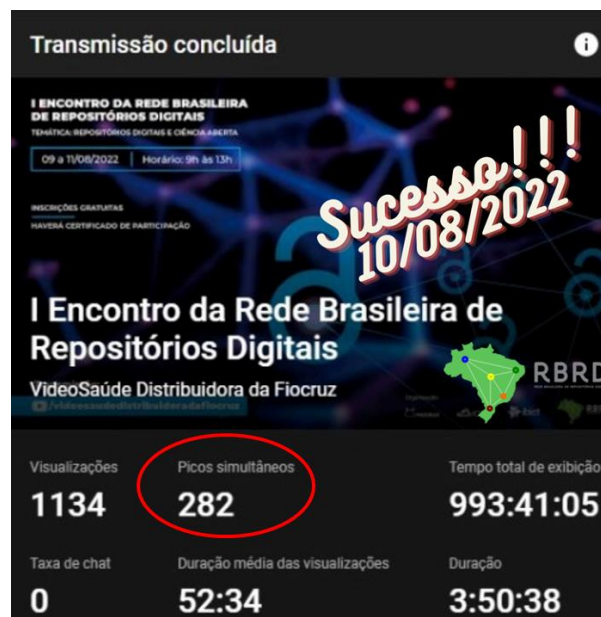 Transmissão concluída
I ENCONTRO DA REDE BRASILEIRA
DE REPOSITÓRIOS DIGITAIS
TEMÁTICA: REPOSITÓRIOS DIGITAIS E CIÊNCIA ABERTA
09 a 11/08/2022 | Horário: 9h às 13h
INSCRIÇÕES GRATUITAS
HAVERÁ CERTIFICADO DE PARTICIPAÇÃO
Sucesso!!!
10/08/2022
I Encontro da Rede Brasileira de
Repositórios Digitais
RBRD
VideoSaúde Distribuidora da Fiocruz
/videosaudedistribuidoradafiocruz
ibict
Visualizações Picos simultâneos Tempo total de exibição
1134 282 993:41:05
Taxa de chat Duração média das visualizações Duração
0 52:34 3:50:38